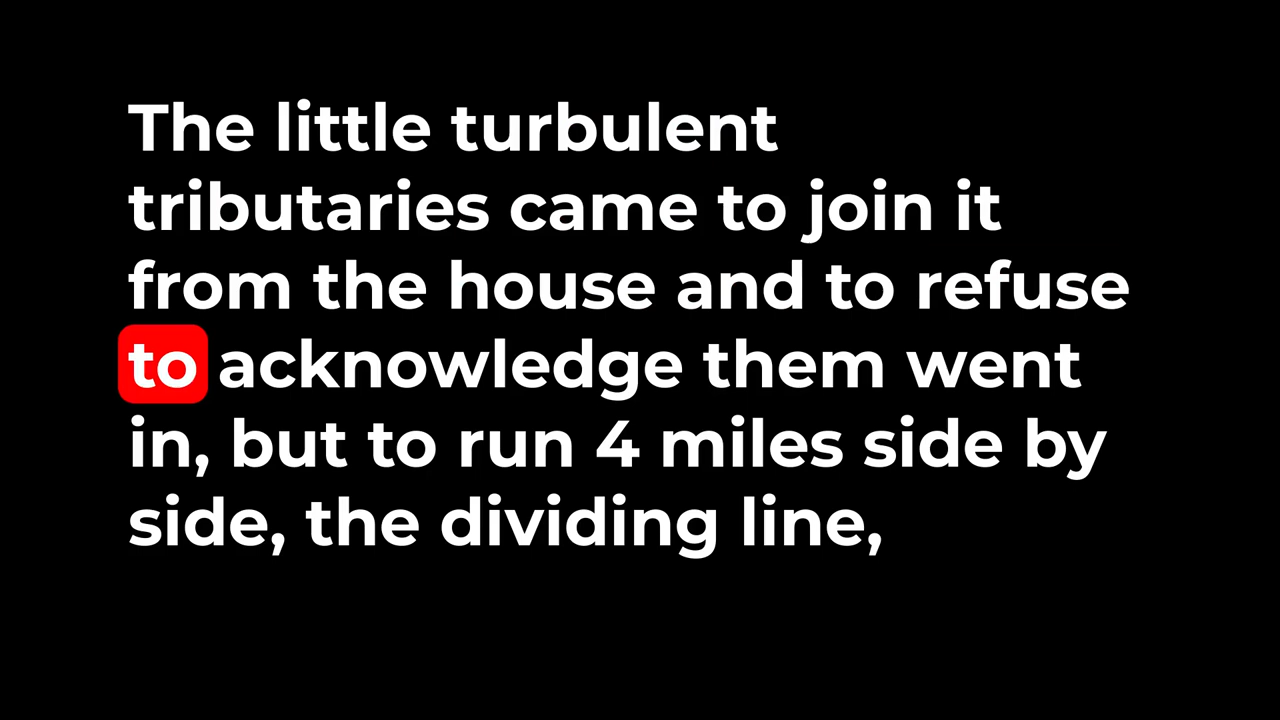 The little turbulent
tributaries came to join it
from the house and to refuse
to acknowledge them went
in, but to run 4 miles side by
side, the dividing line,